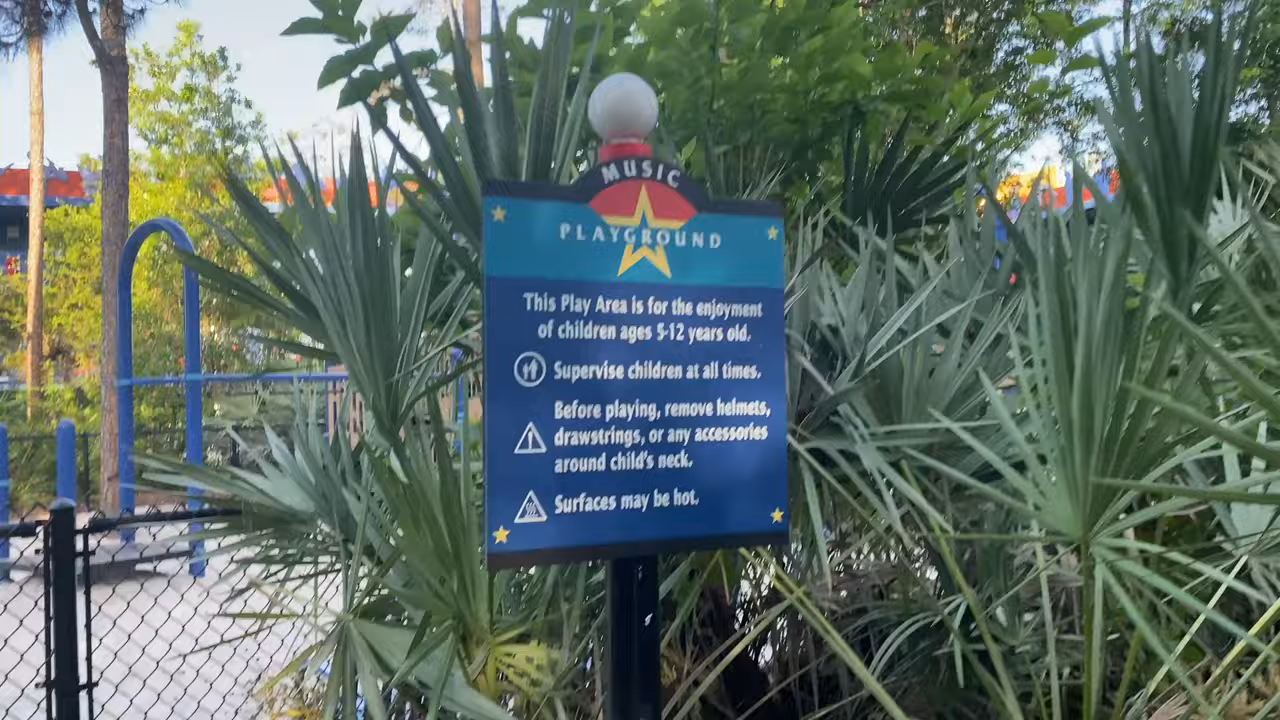 MUSIC
PLAYGROUND
This Play Area is for the enjoyment
of children ages 5-12 years old.
Supervise children at all times.
Before playing, remove helmets,
drawstrings, or any accessories
around child's neck.
Surfaces may be hot.